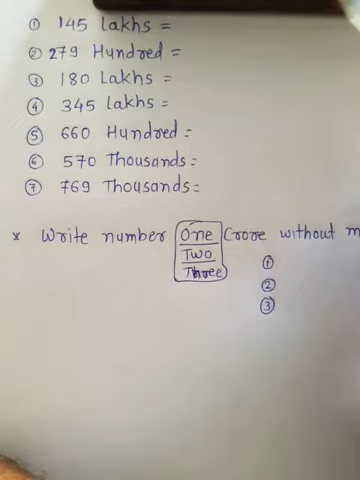 ① 145 Lakhs =
② 279 Hundred =
③ 180 Lakhs =
④ 345 Lakhs =
⑤ 660 Hundred =
⑥ 570 Thousands =
⑦ 769 Thousands =
* Write number One Crore without
Two
Three
①
②
③